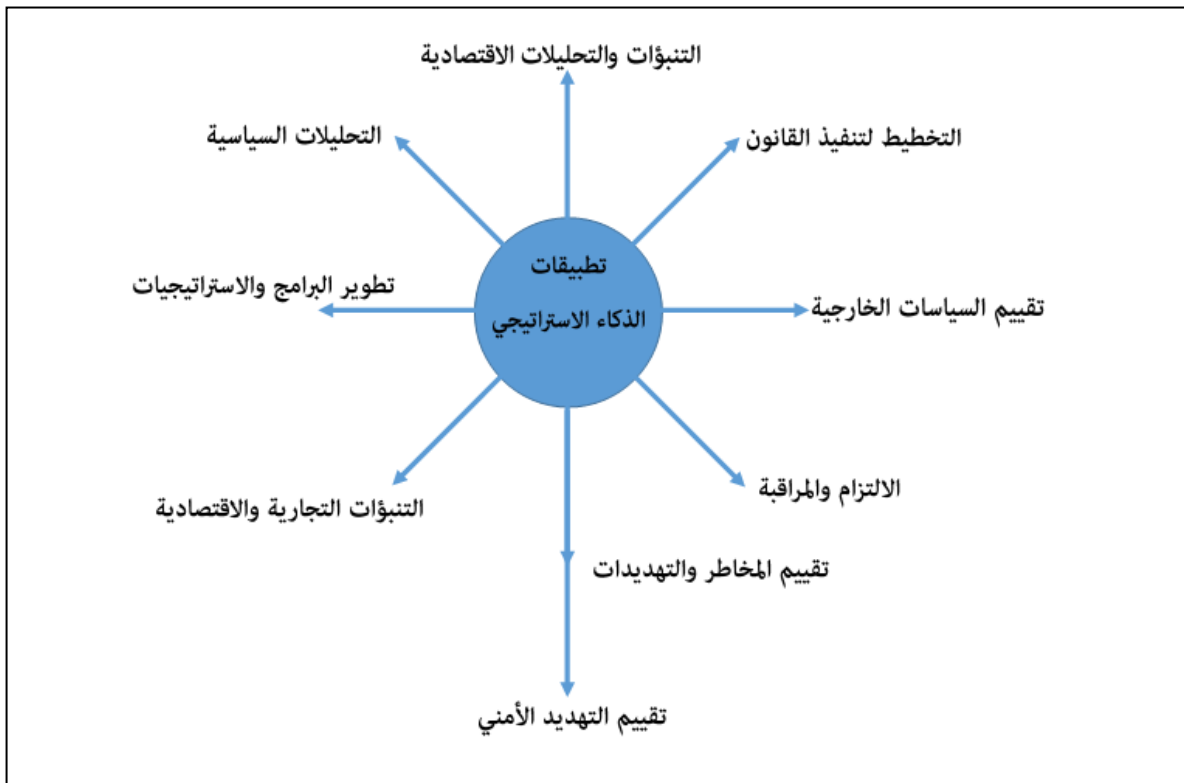 التنبؤات والتحليلات الاقتصادية
التخطيط لتنفيذ القانون
التحليلات السياسية
تطبيقات
الذكاء الاستراتيجي
تقييم السياسات الخارجية
تطوير البرامج والاستراتيجيات
الالتزام والمراقبة
التنبؤات التجارية والاقتصادية
تقييم المخاطر والتهديدات
تقييم التهديد الأمني